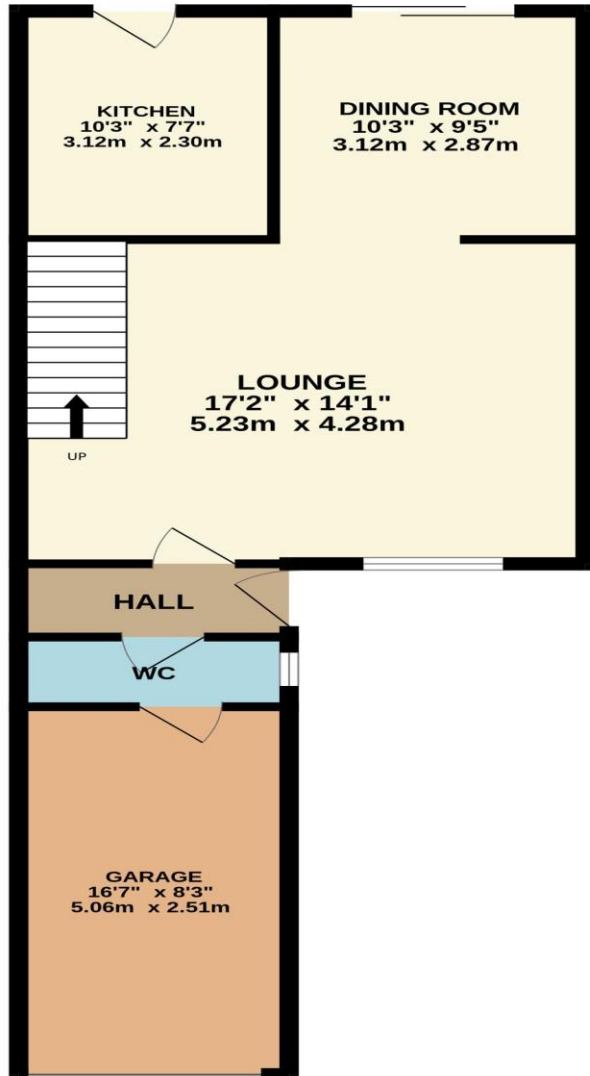 KITCHEN
10'3" x 7'7"
3.12m x 2.30m
DINING ROOM
10'3" x 9'5"
3.12m x 2.87m
LOUNGE
17'2" x 14'1"
5.23m x 4.28m
UP
HALL
WC
GARAGE
16'7" x 8'3"
5.06m x 2.51m